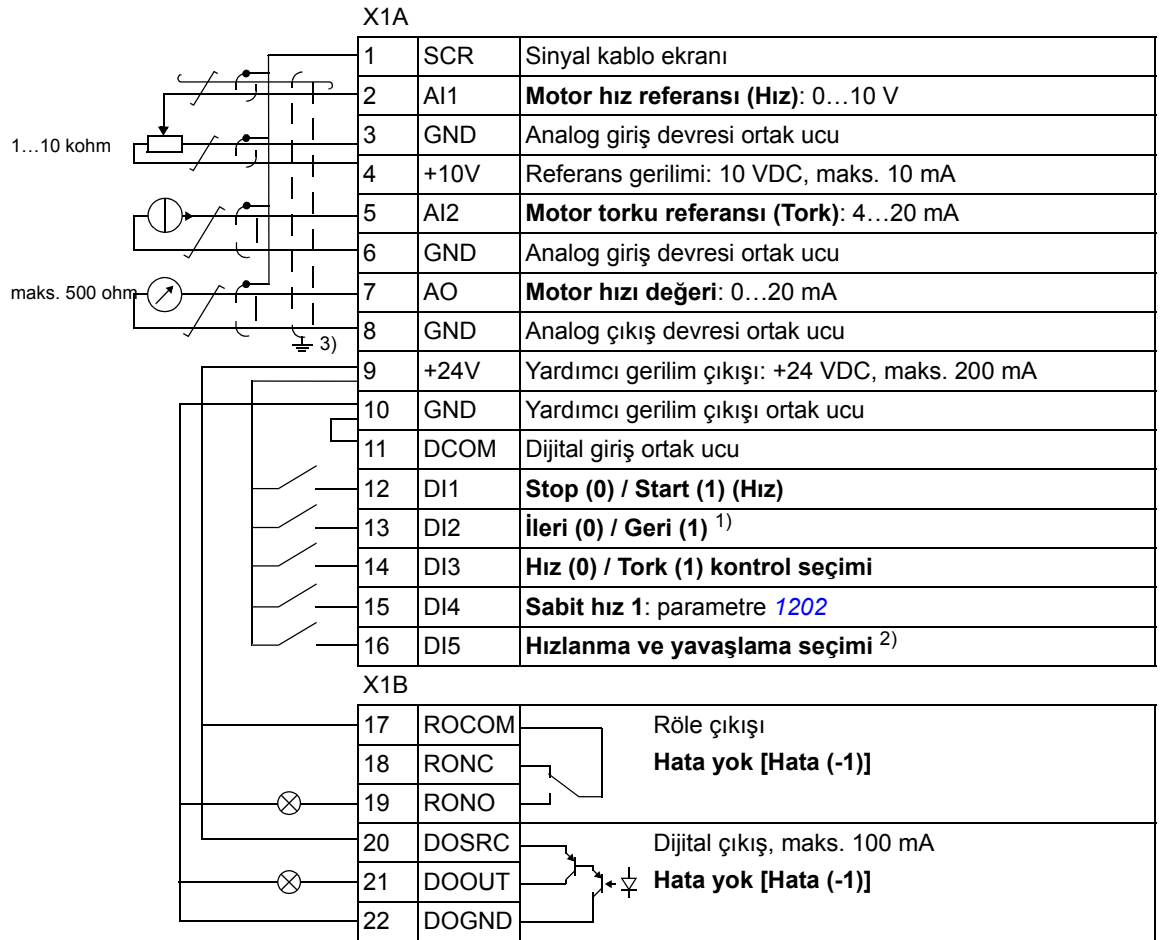 X1A
1 SCR Sinyal kablo ekranı
2 AI1 Motor hız referansı (Hız): 0…10 V
1…10 kohm
3 GND Analog giriş devresi ortak ucu
4 +10V Referans gerilimi: 10 VDC, maks. 10 mA
5 AI2 Motor torku referansı (Tork): 4…20 mA
6 GND Analog giriş devresi ortak ucu
maks. 500 ohm
7 AO Motor hızı değeri: 0…20 mA
8 GND Analog çıkış devresi ortak ucu
3)
9 +24V Yardımcı gerilim çıkışı: +24 VDC, maks. 200 mA
10 GND Yardımcı gerilim çıkışı ortak ucu
11 DCOM Dijital giriş ortak ucu
12 DI1 Stop (0) / Start (1) (Hız)
13 DI2 İleri (0) / Geri (1) 1)
14 DI3 Hız (0) / Tork (1) kontrol seçimi
15 DI4 Sabit hız 1: parametre 1202
16 DI5 Hızlanma ve yavaşlama seçimi 2)
X1B
17 ROCOM Röle çıkışı
18 RONC Hata yok [Hata (-1)]
19 RONO
20 DOSRC Dijital çıkış, maks. 100 mA
21 DOOUT Hata yok [Hata (-1)]
22 DOGND